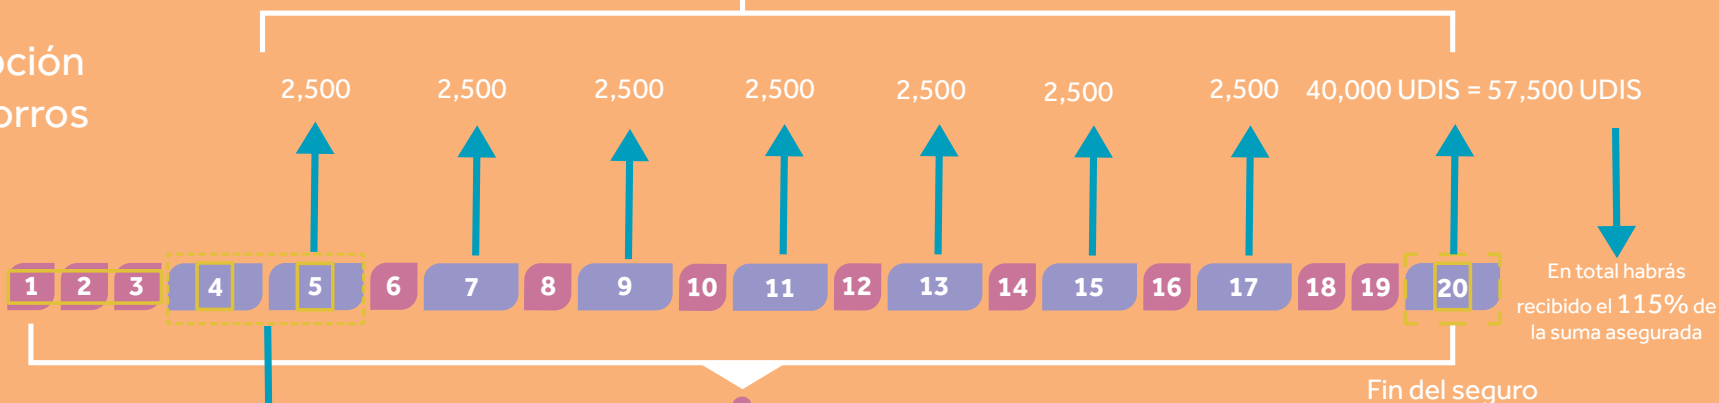 2,500 2,500 2,500 2,500 2,500 2,500 2,500 40,000 UDIS = 57,500 UDIS
1 2 3 4 5 6 7 8 9 10 11 12 13 14 15 16 17 18 19 20
En total habrás
recibido el 115% de
la suma asegurada
Fin del seguro